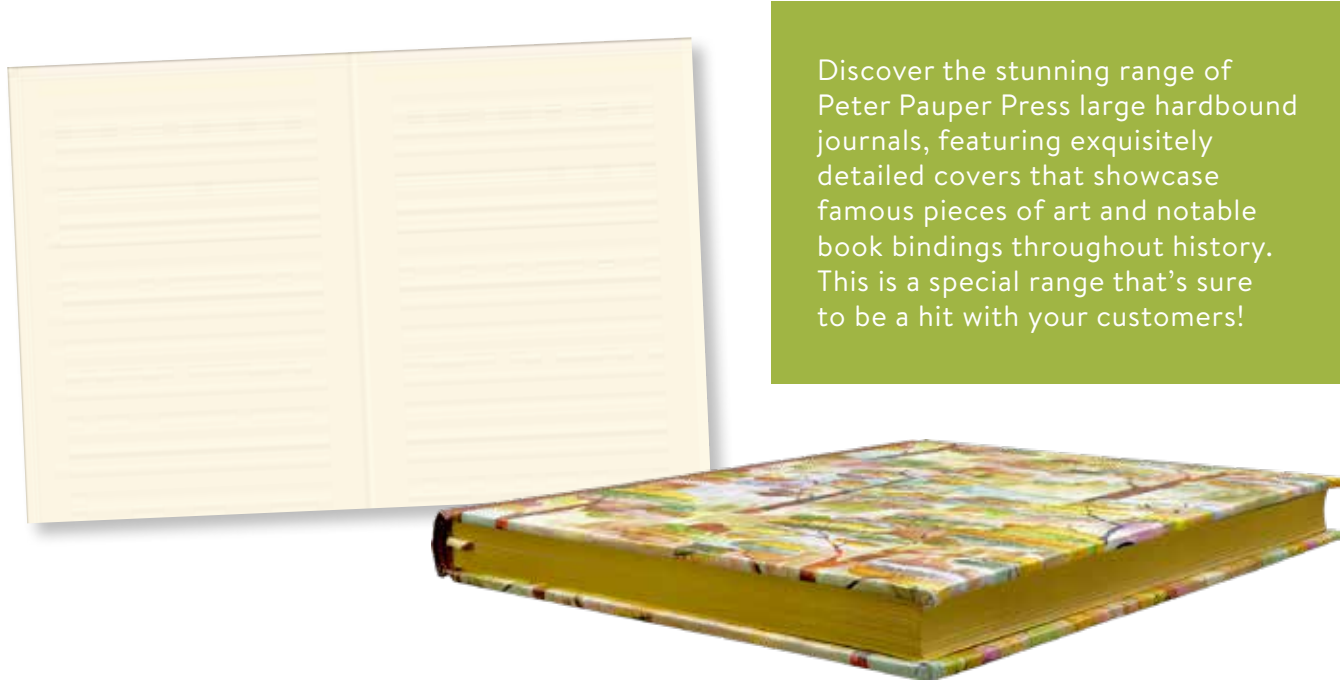 Discover the stunning range of
Peter Pauper Press large hardbound
journals, featuring exquisitely
detailed covers that showcase
famous pieces of art and notable
book bindings throughout history.
This is a special range that’s sure
to be a hit with your customers!